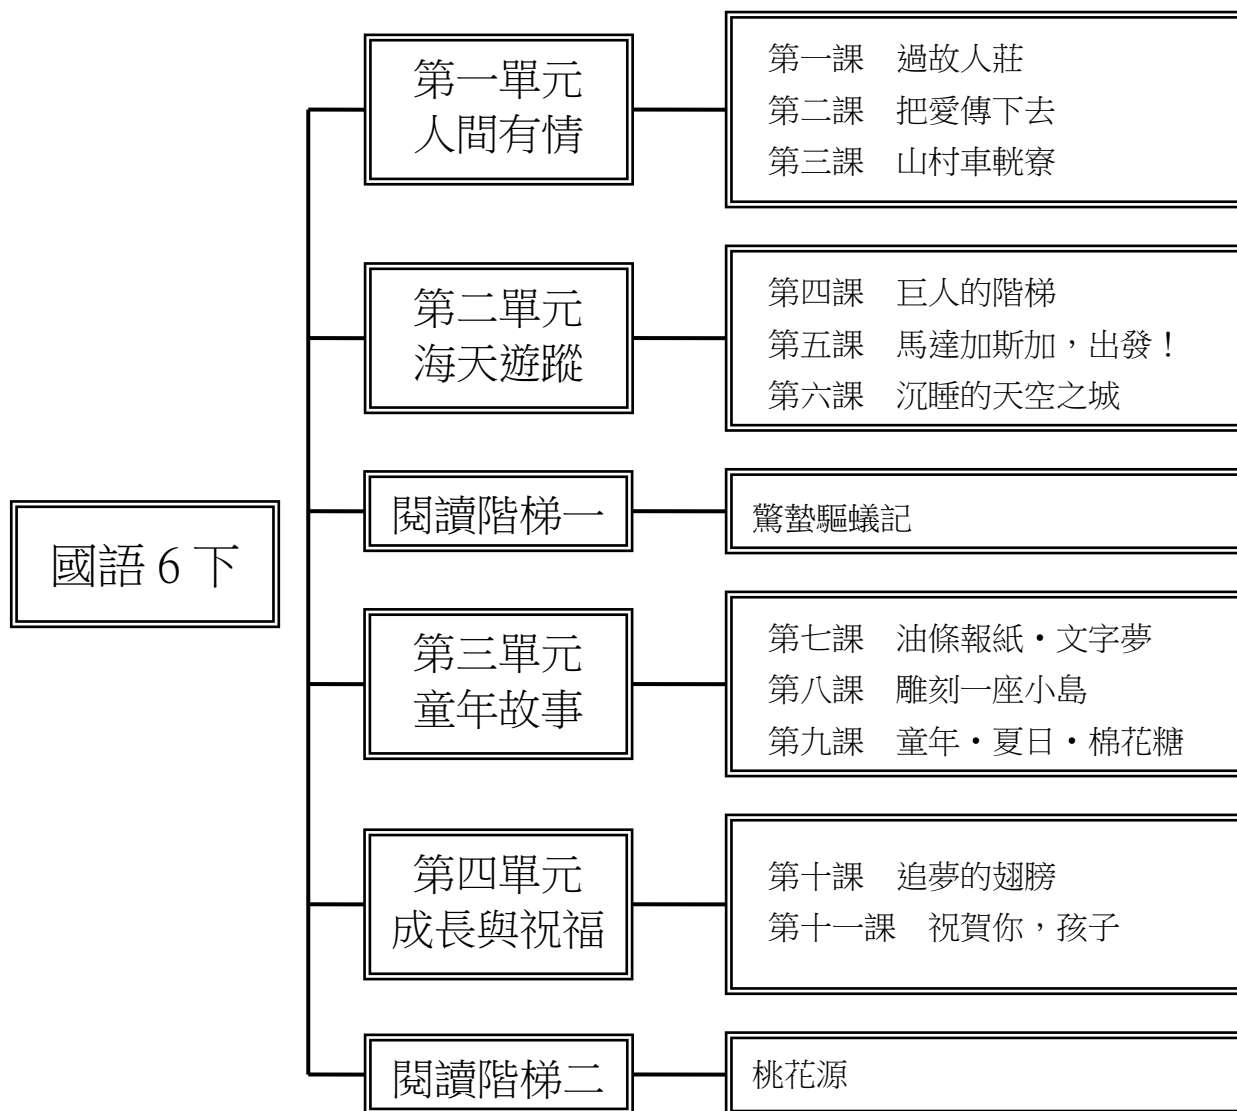 國語 6 下
第一單元
人間有情
第一課　過故人莊
第二課　把愛傳下去
第三課　山村車輄寮
第二單元
海天遊蹤
第四課　巨人的階梯
第五課　馬達加斯加，出發！
第六課　沉睡的天空之城
閱讀階梯一
驚蟄驅蟻記
第三單元
童年故事
第七課　油條報紙・文字夢
第八課　雕刻一座小島
第九課　童年・夏日・棉花糖
第四單元
成長與祝福
第十課　追夢的翅膀
第十一課　祝賀你，孩子
閱讀階梯二
桃花源